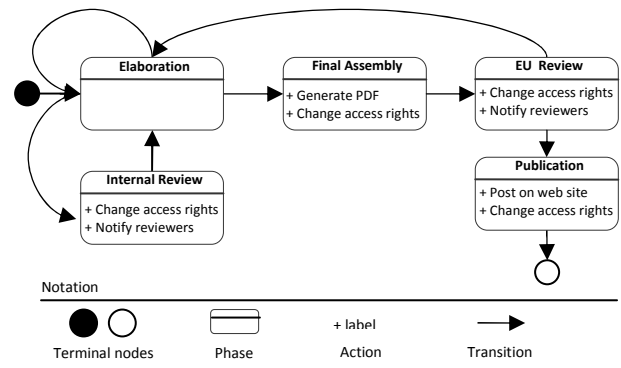 Elaboration
Final Assembly
+ Generate PDF
+ Change access rights
EU Review
+ Change access rights
+ Notify reviewers
Internal Review
+ Change access rights
+ Notify reviewers
Publication
+ Post on web site
+ Change access rights
Notation
+ label
Terminal nodes
Phase
Action
Transition